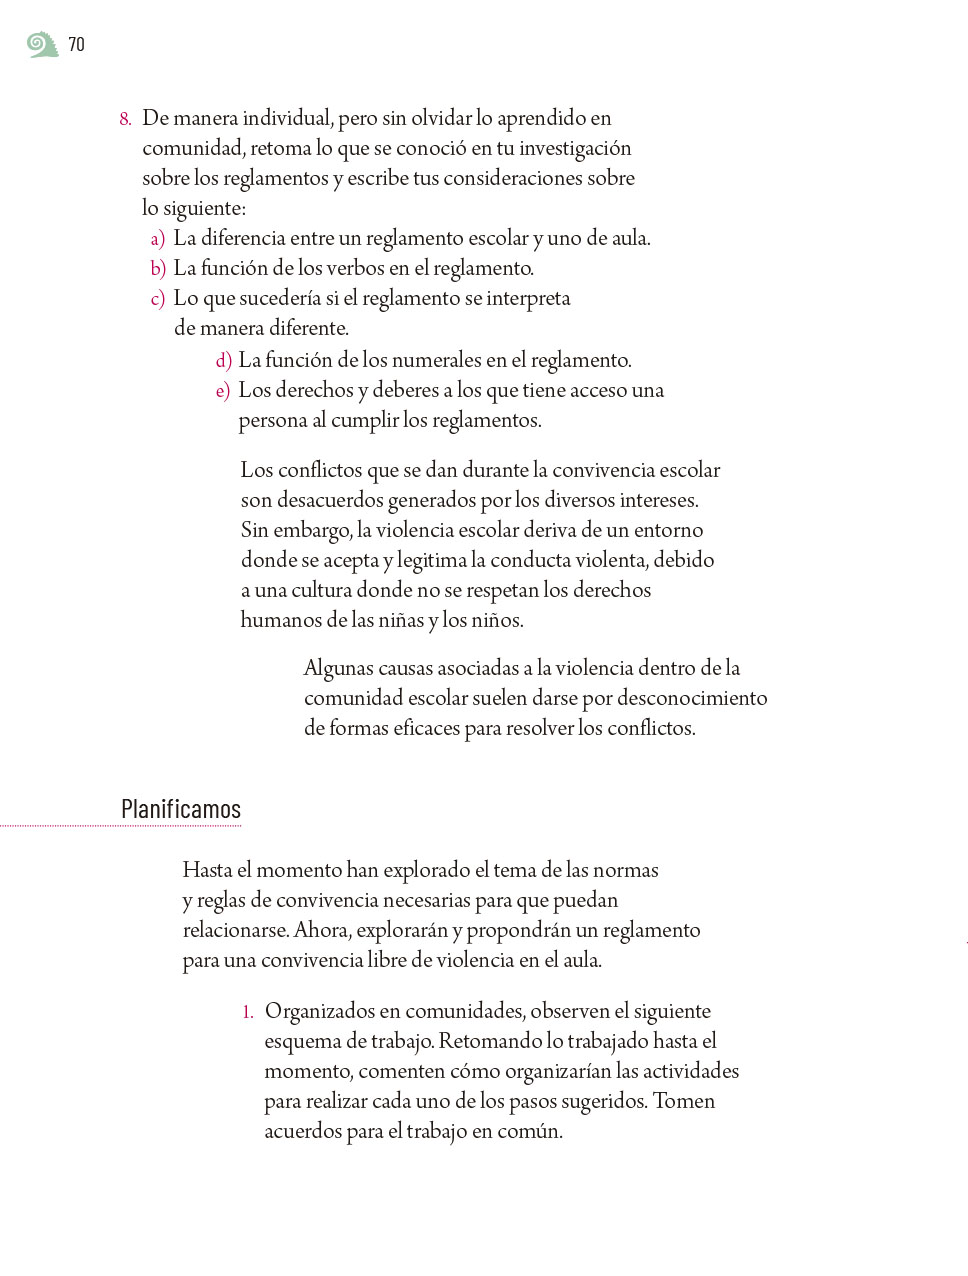 70
8. De manera individual, pero sin olvidar lo aprendido en
comunidad, retoma lo que se conoció en tu investigación
sobre los reglamentos y escribe tus consideraciones sobre
lo siguiente:
a) La diferencia entre un reglamento escolar y uno de aula.
b) La función de los verbos en el reglamento.
c) Lo que sucedería si el reglamento se interpreta
de manera diferente.
d) La función de los numerales en el reglamento.
e) Los derechos y deberes a los que tiene acceso una
persona al cumplir los reglamentos.
Los conflictos que se dan durante la convivencia escolar
son desacuerdos generados por los diversos intereses.
Sin embargo, la violencia escolar deriva de un entorno
donde se acepta y legitima la conducta violenta, debido
a una cultura donde no se respetan los derechos
humanos de las niñas y los niños.
Algunas causas asociadas a la violencia dentro de la
comunidad escolar suelen darse por desconocimiento
de formas eficaces para resolver los conflictos.
Planificamos
Hasta el momento han explorado el tema de las normas
y reglas de convivencia necesarias para que puedan
relacionarse. Ahora, explorarán y propondrán un reglamento
para una convivencia libre de violencia en el aula.
1. Organizados en comunidades, observen el siguiente
esquema de trabajo. Retomando lo trabajado hasta el
momento, comenten cómo organizarían las actividades
para realizar cada uno de los pasos sugeridos. Tomen
acuerdos para el trabajo en común.